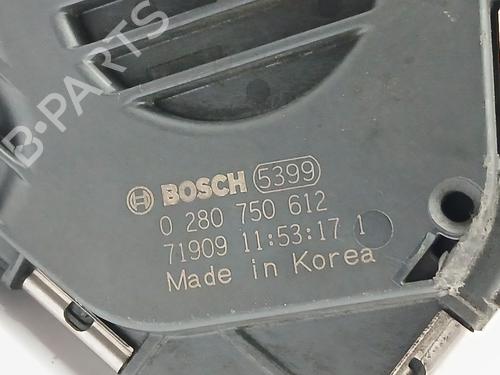 B-PARTS
BOSCH 5399
0 280 750 612
71909 11:53:17 1
Made in Korea